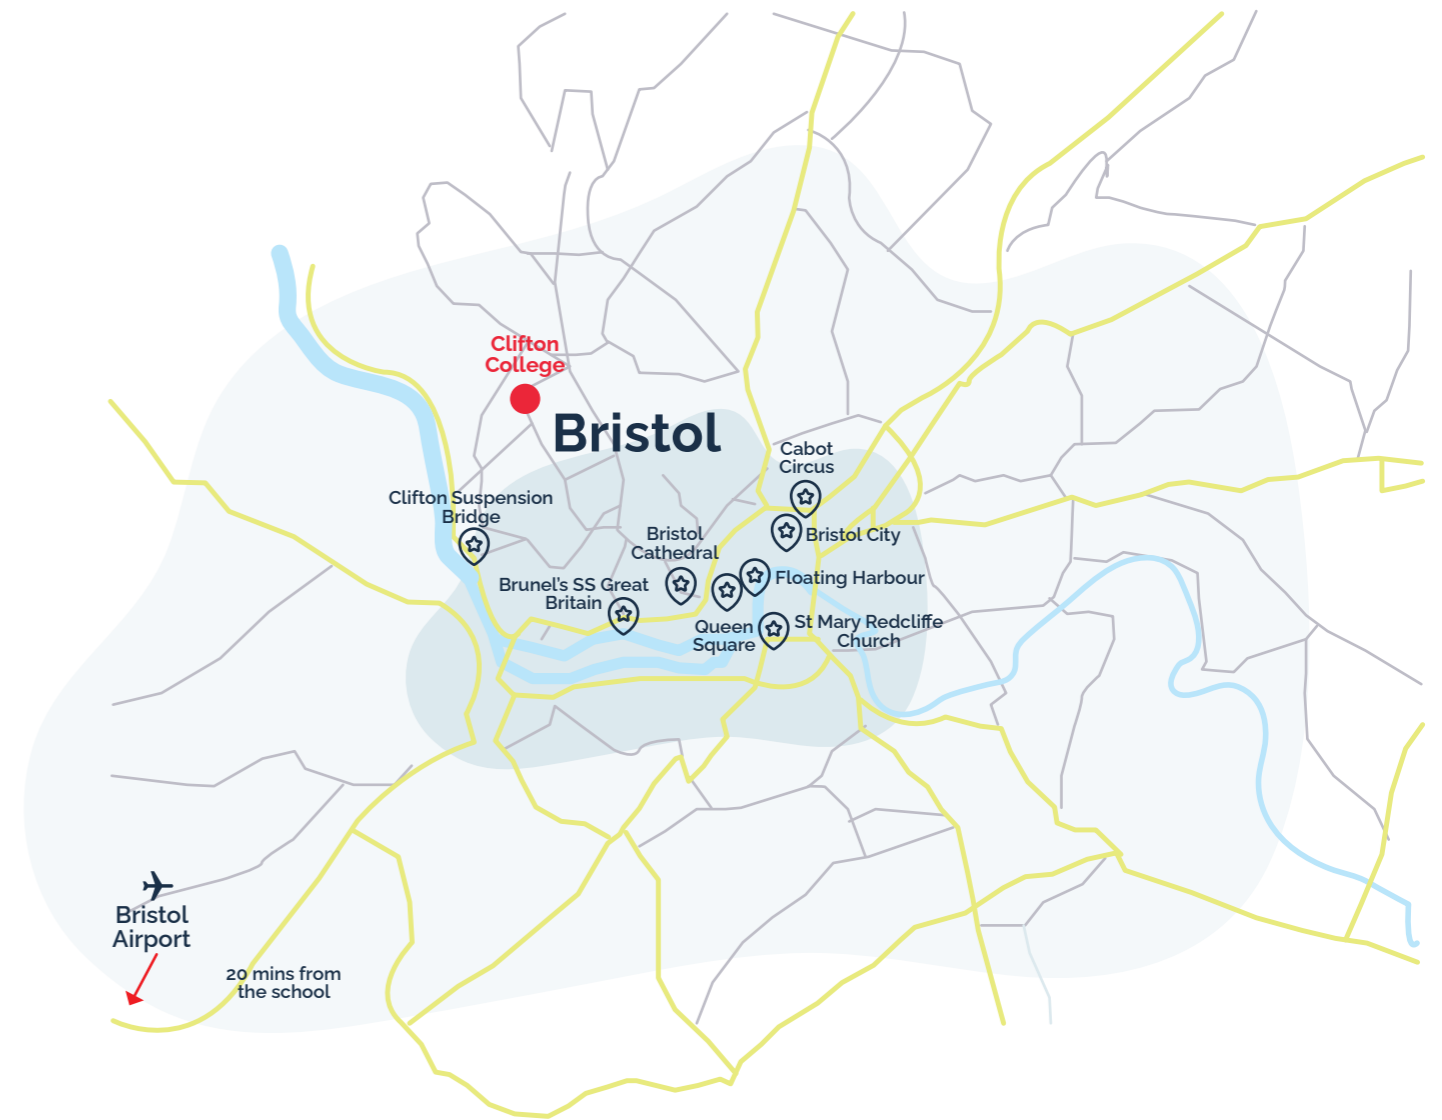 Clifton
College
Bristol
Cabot
Circus
Clifton Suspension
Bridge
Bristol City
Bristol
Cathedral
Floating Harbour
Brunel's SS Great
Britain
Queen
Square
St Mary Redcliffe
Church
Bristol
Airport
20 mins from
the school